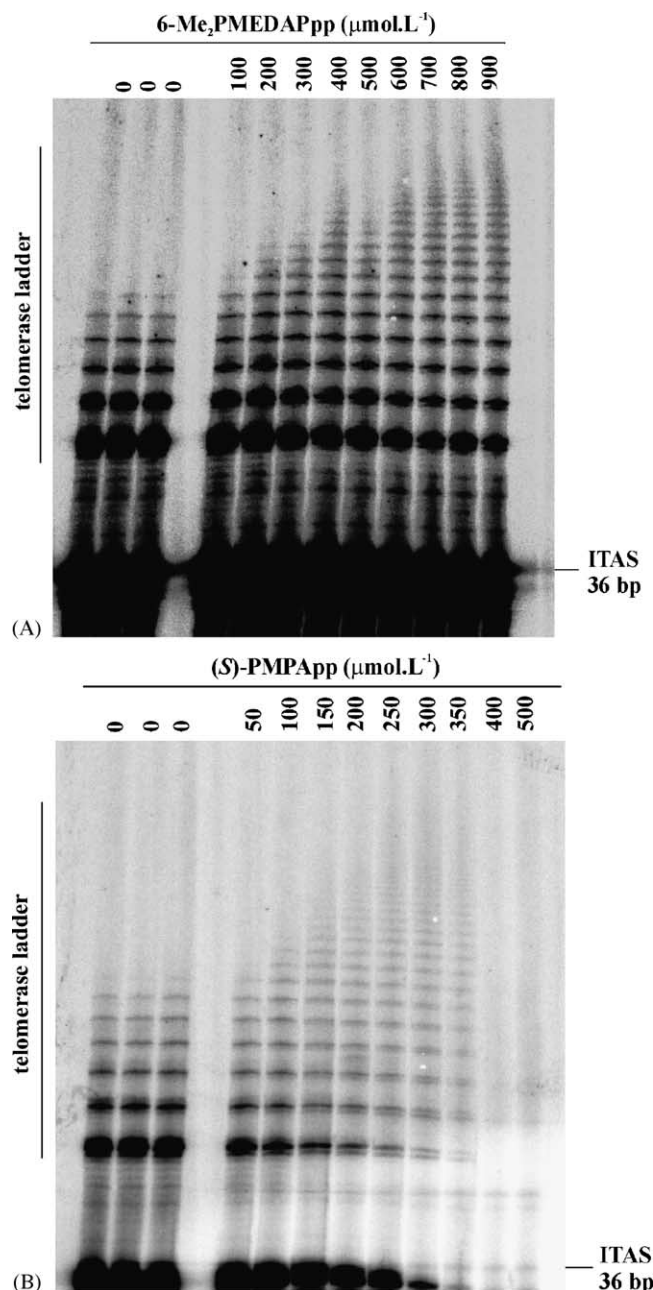 6-Me₂PMEDAPpp (μmol.L⁻¹)
0 0 0 100 200 300 400 500 600 700 800 900
telomerase ladder
ITAS
36 bp
(A)
(S)-PMPApp (μmol.L⁻¹)
0 0 0 50 100 150 200 250 300 350 400 500
telomerase ladder
ITAS
36 bp
(B)